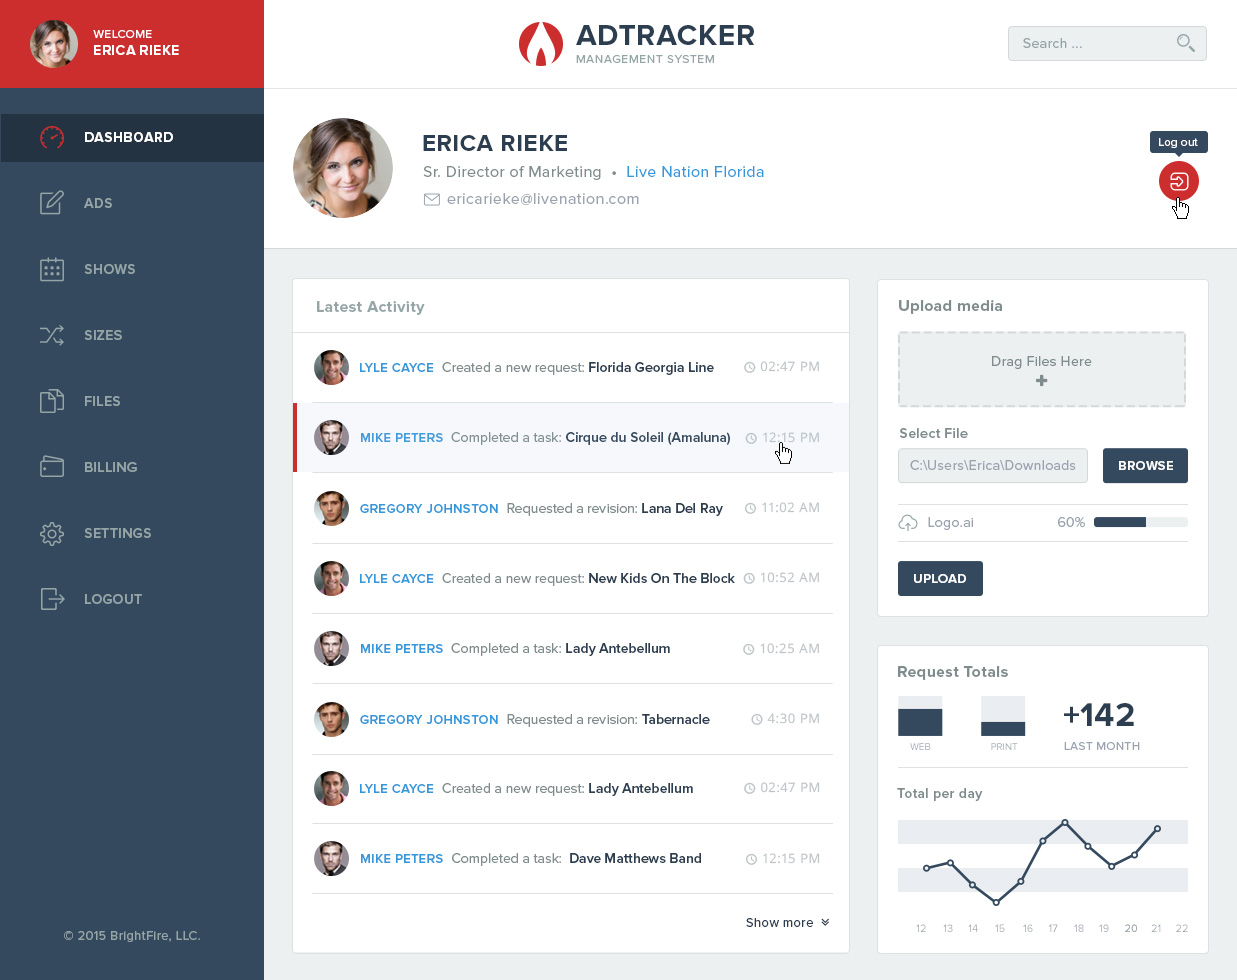 WELCOME
ERICA RIEKE
ADTRACKER
MANAGEMENT SYSTEM
Search ...
DASHBOARD
ADS
SHOWS
SIZES
FILES
BILLING
SETTINGS
LOGOUT
© 2015 BrightFire, LLC.
ERICA RIEKE
Sr. Director of Marketing • Live Nation Florida
ericarieke@livenation.com
Log out
Latest Activity
LYLE CAYCE Created a new request: Florida Georgia Line 02:47 PM
MIKE PETERS Completed a task: Cirque du Soleil (Amaluna) 12:15 PM
GREGORY JOHNSTON Requested a revision: Lana Del Ray 11:02 AM
LYLE CAYCE Created a new request: New Kids On The Block 10:52 AM
MIKE PETERS Completed a task: Lady Antebellum 10:25 AM
GREGORY JOHNSTON Requested a revision: Tabernacle 4:30 PM
LYLE CAYCE Created a new request: Lady Antebellum 02:47 PM
MIKE PETERS Completed a task: Dave Matthews Band 12:15 PM
Show more
Upload media
Drag Files Here
+
Select File
C:\Users\Erica\Downloads
BROWSE
Logo.ai 60%
UPLOAD
Request Totals
WEB
PRINT
+142
LAST MONTH
Total per day
12 13 14 15 16 17 18 19 20 21 22